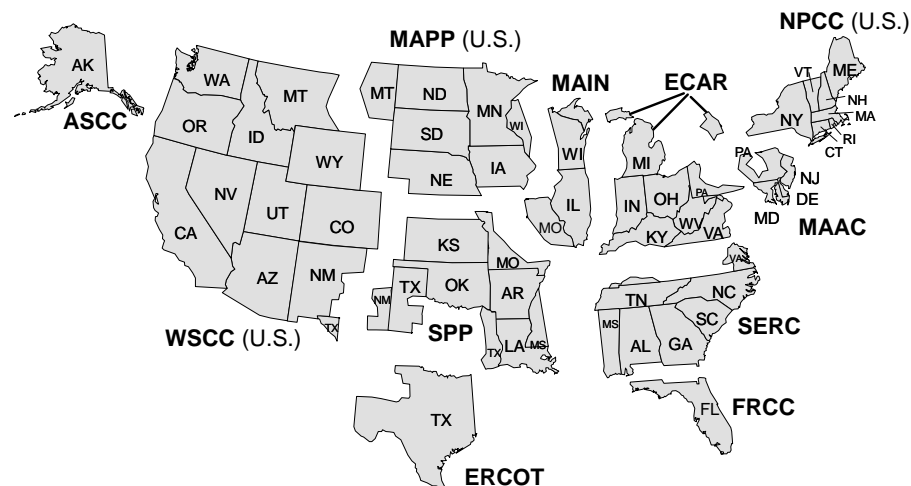 NPCC (U.S.)
MAPP (U.S.)
MAIN
ECAR
ASCC
AK
WA
MT
OR
ID
WY
NV
UT
CO
CA
AZ
NM
TX
WSCC (U.S.)
MT
ND
MN
WI
SD
NE
IA
WI
IL
MO
MI
IN
OH
PA
WV
KY
VA
VT
ME
NH
MA
NY
RI
CT
PA
NJ
DE
MD
MAAC
KS
MO
NM
TX
OK
AR
TX
LA
MS
SPP
VA
TN
NC
SC
MS
AL
GA
SERC
FL
FRCC
TX
ERCOT